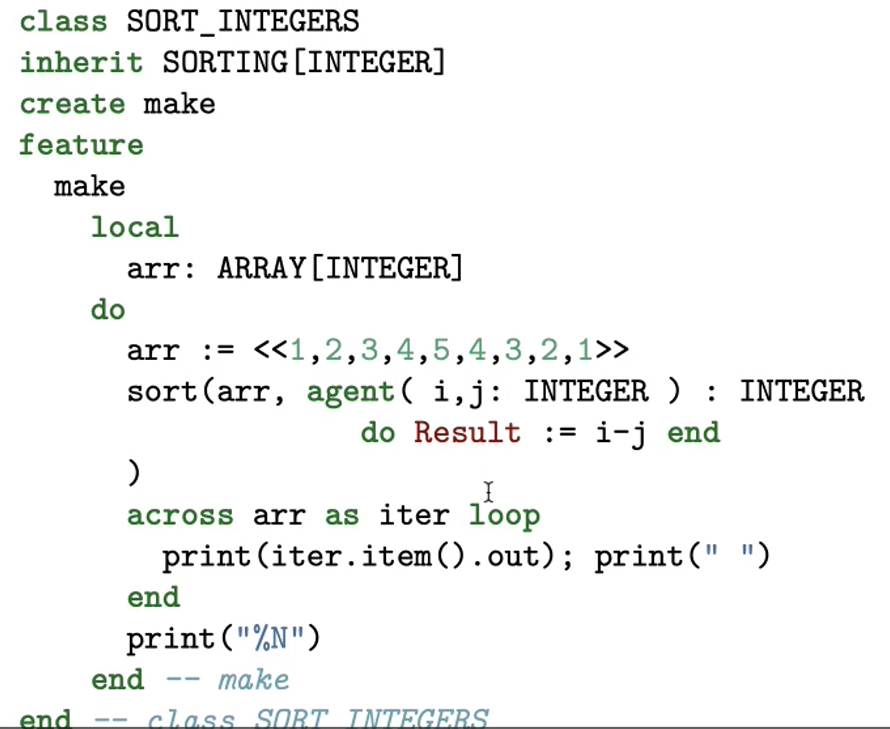 class SORT_INTEGERS
inherit SORTING[INTEGER]
create make
feature
  make
    local
      arr: ARRAY[INTEGER]
    do
      arr := <<1,2,3,4,5,4,3,2,1>>
      sort(arr, agent( i,j: INTEGER ) : INTEGER
                   do Result := i-j end
      )
      across arr as iter loop
        print(iter.item().out); print(" ")
      end
      print("%N")
    end -- make
end -- class SORT_INTEGERS